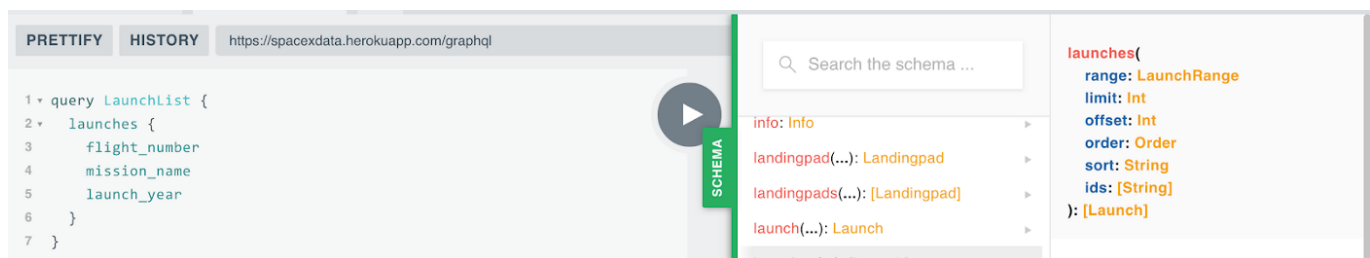 PRETTIFY HISTORY https://spacexdata.herokuapp.com/graphql
1 query LaunchList {
2 launches {
3 flight_number
4 mission_name
5 launch_year
6 }
7 }
SCHEMA
Search the schema ...
info: Info
landingpad(...): Landingpad
landingpads(...): [Landingpad]
launch(...): Launch
launches(
range: LaunchRange
limit: Int
offset: Int
order: Order
sort: String
ids: [String]
): [Launch]